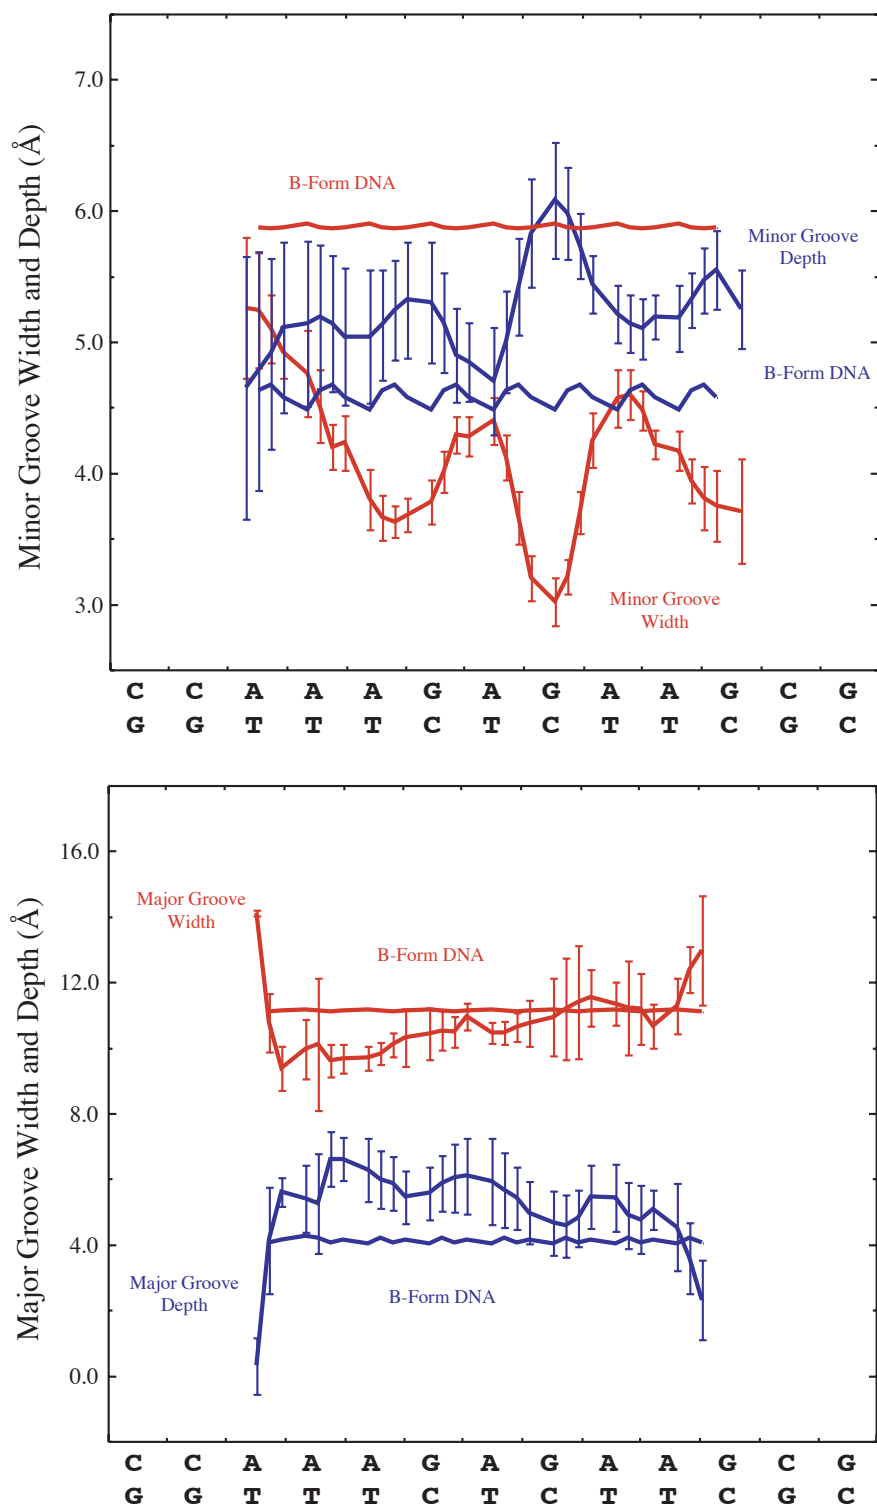 Minor Groove Width and Depth (Å)
7.0
6.0
5.0
4.0
3.0
B-Form DNA
Minor Groove
Depth
B-Form DNA
Minor Groove
Width
C C A A A G A G A A G C G
G G T T T C T C T T C G C
Major Groove Width and Depth (Å)
16.0
12.0
8.0
4.0
0.0
Major Groove
Width
B-Form DNA
Major Groove
Depth
B-Form DNA
C C A A A G A G A A G C G
G G T T T C T C T T C G C